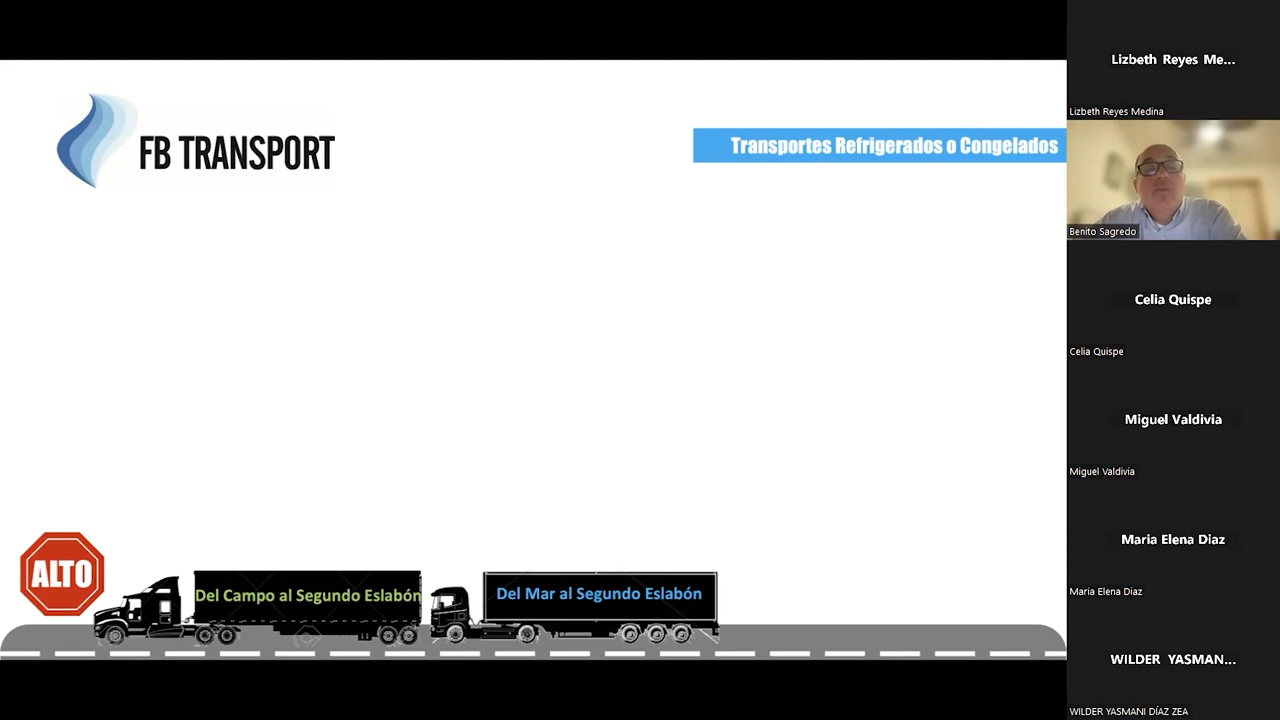 FB TRANSPORT
Transportes Refrigerados o Congelados
ALTO
Del Campo al Segundo Eslabón
Del Mar al Segundo Eslabón
Lizbeth Reyes Me...
Lizbeth Reyes Medina
Benito Sagredo
Celia Quispe
Celia Quispe
Miguel Valdivia
Miguel Valdivia
Maria Elena Diaz
Maria Elena Diaz
WILDER YASMAN...
WILDER YASMANI DÍAZ ZEA